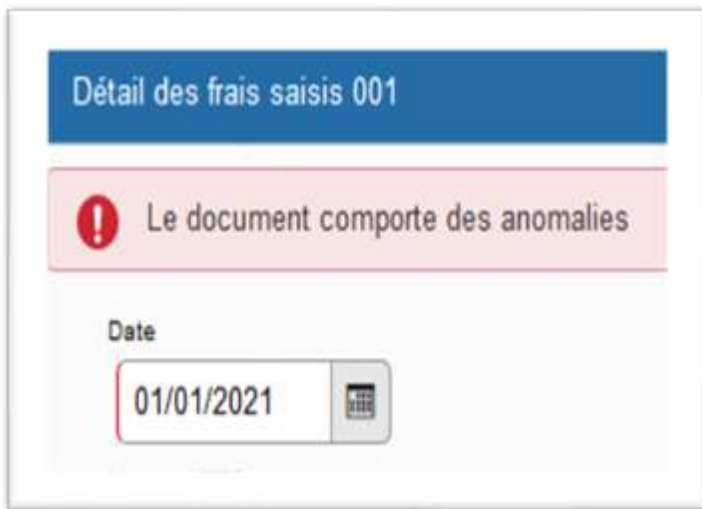 Détail des frais saisis 001
Le document comporte des anomalies
Date
01/01/2021